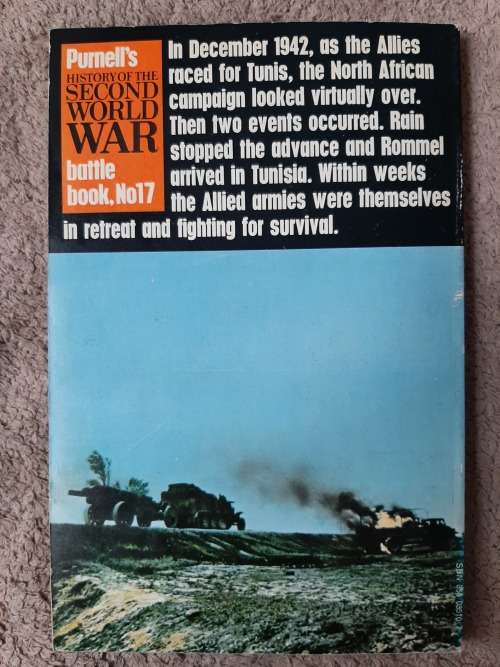 Purnell's
HISTORY OF THE
SECOND
WORLD
WAR
battle
book, No17
In December 1942, as the Allies
raced for Tunis, the North African
campaign looked virtually over.
Then two events occurred. Rain
stopped the advance and Rommel
arrived in Tunisia. Within weeks
the Allied armies were themselves
in retreat and fighting for survival.